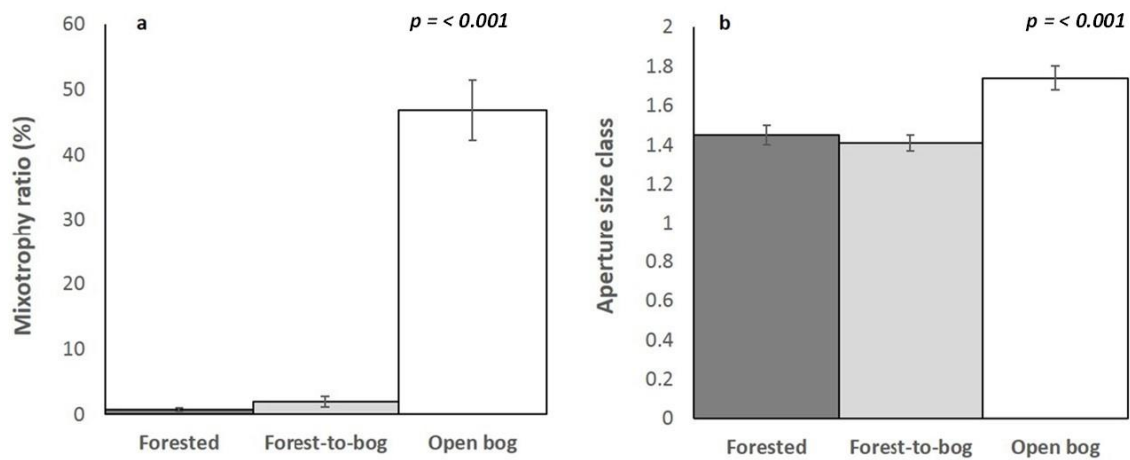 a
p = < 0.001
Mixotrophy ratio (%)
60
50
40
30
20
10
0
Forested Forest-to-bog Open bog
b
p = < 0.001
Aperture size class
2
1.8
1.6
1.4
1.2
1
0.8
0.6
0.4
0.2
0
Forested Forest-to-bog Open bog